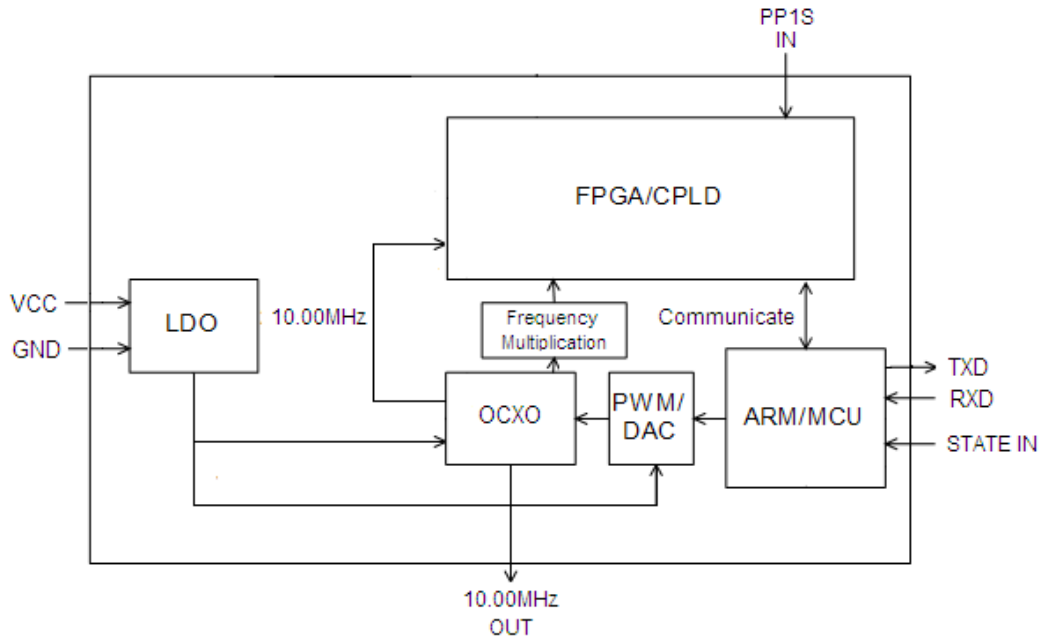 PP1S
IN
FPGA/CPLD
VCC
GND
LDO
10.00MHz
Frequency
Multiplication
Communicate
OCXO
PWM/
DAC
ARM/MCU
TXD
RXD
STATE IN
10.00MHz
OUT